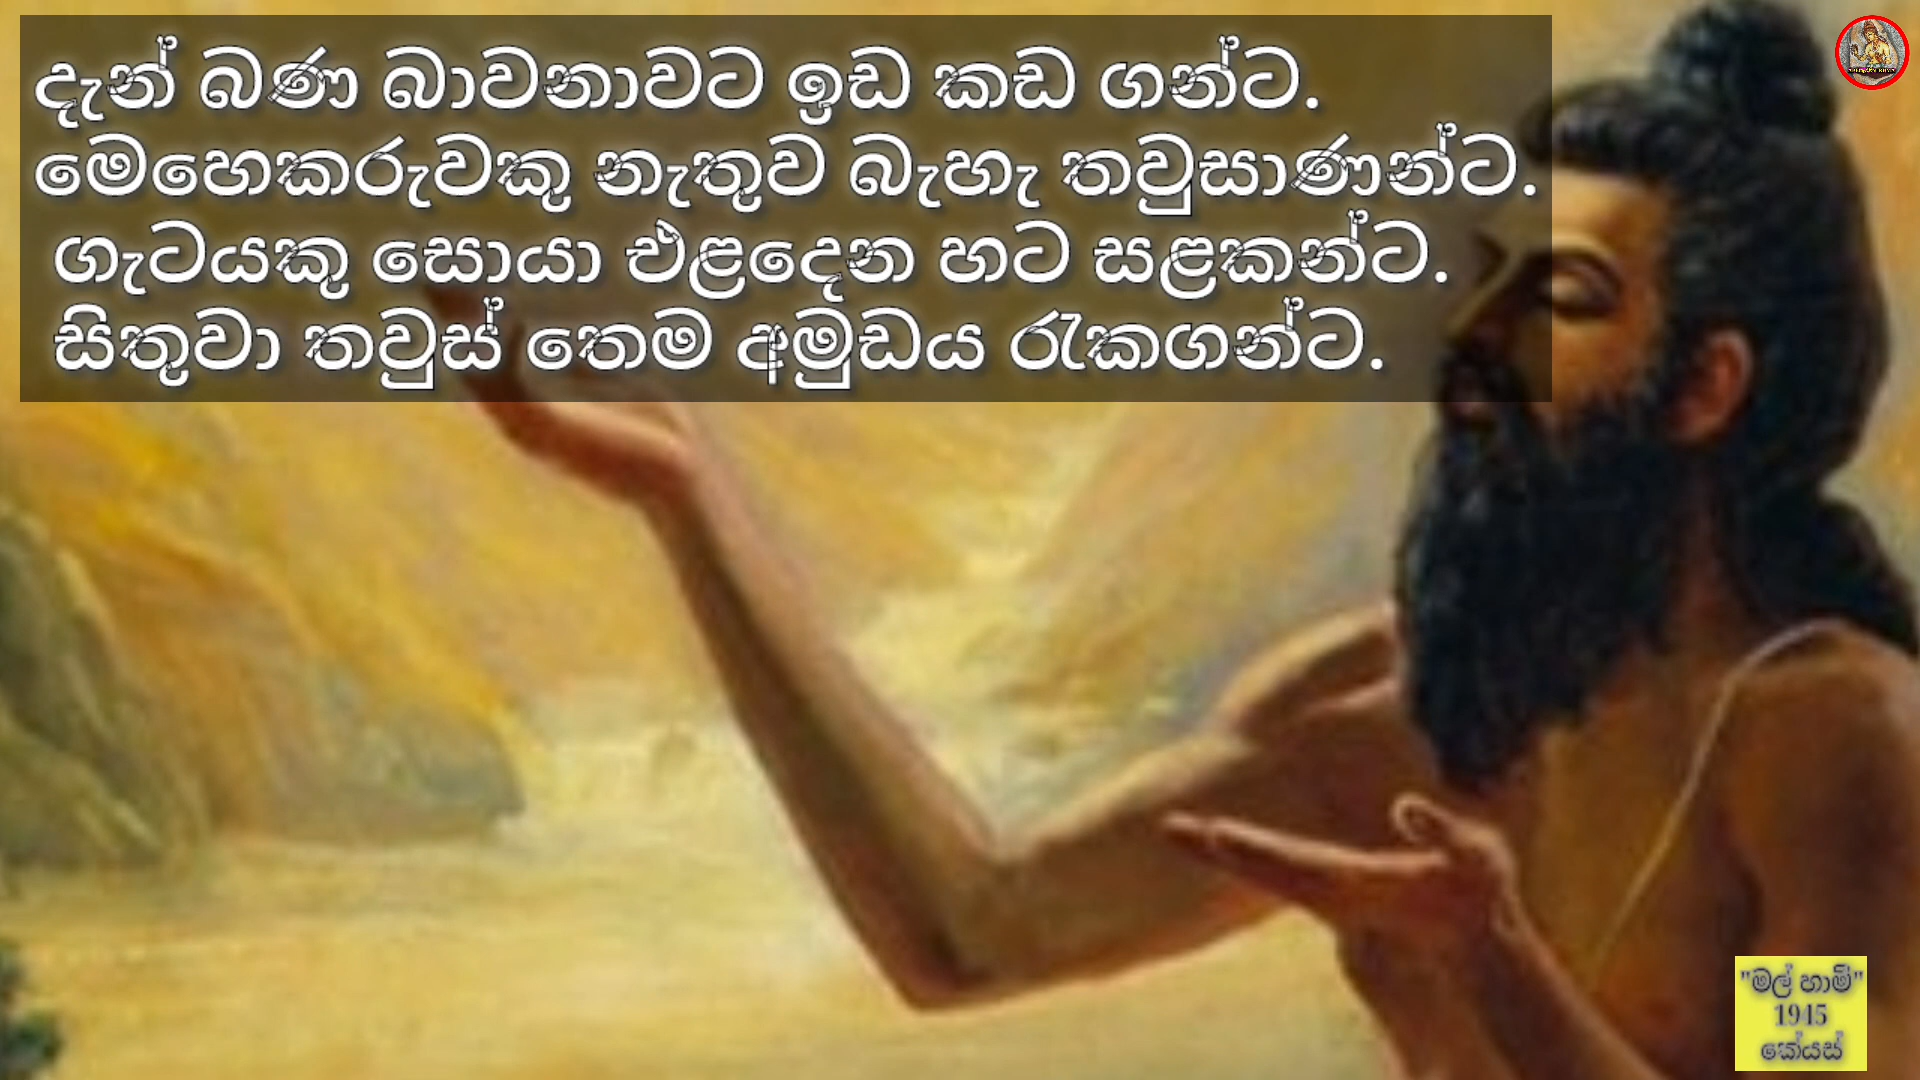 දැන් බණ බාවනාවට ඉඩ කඩ ගන්ට.
මෙහෙකරුවකු නැතුව බැහැ තවුසාණන්ට.
ගැටයකු සොයා එළදෙන හට සළකන්ට.
සිතුවා තවුස් තෙම අමුඩය රැකගන්ට.
"මල් හාමි"
1945
කේයස්